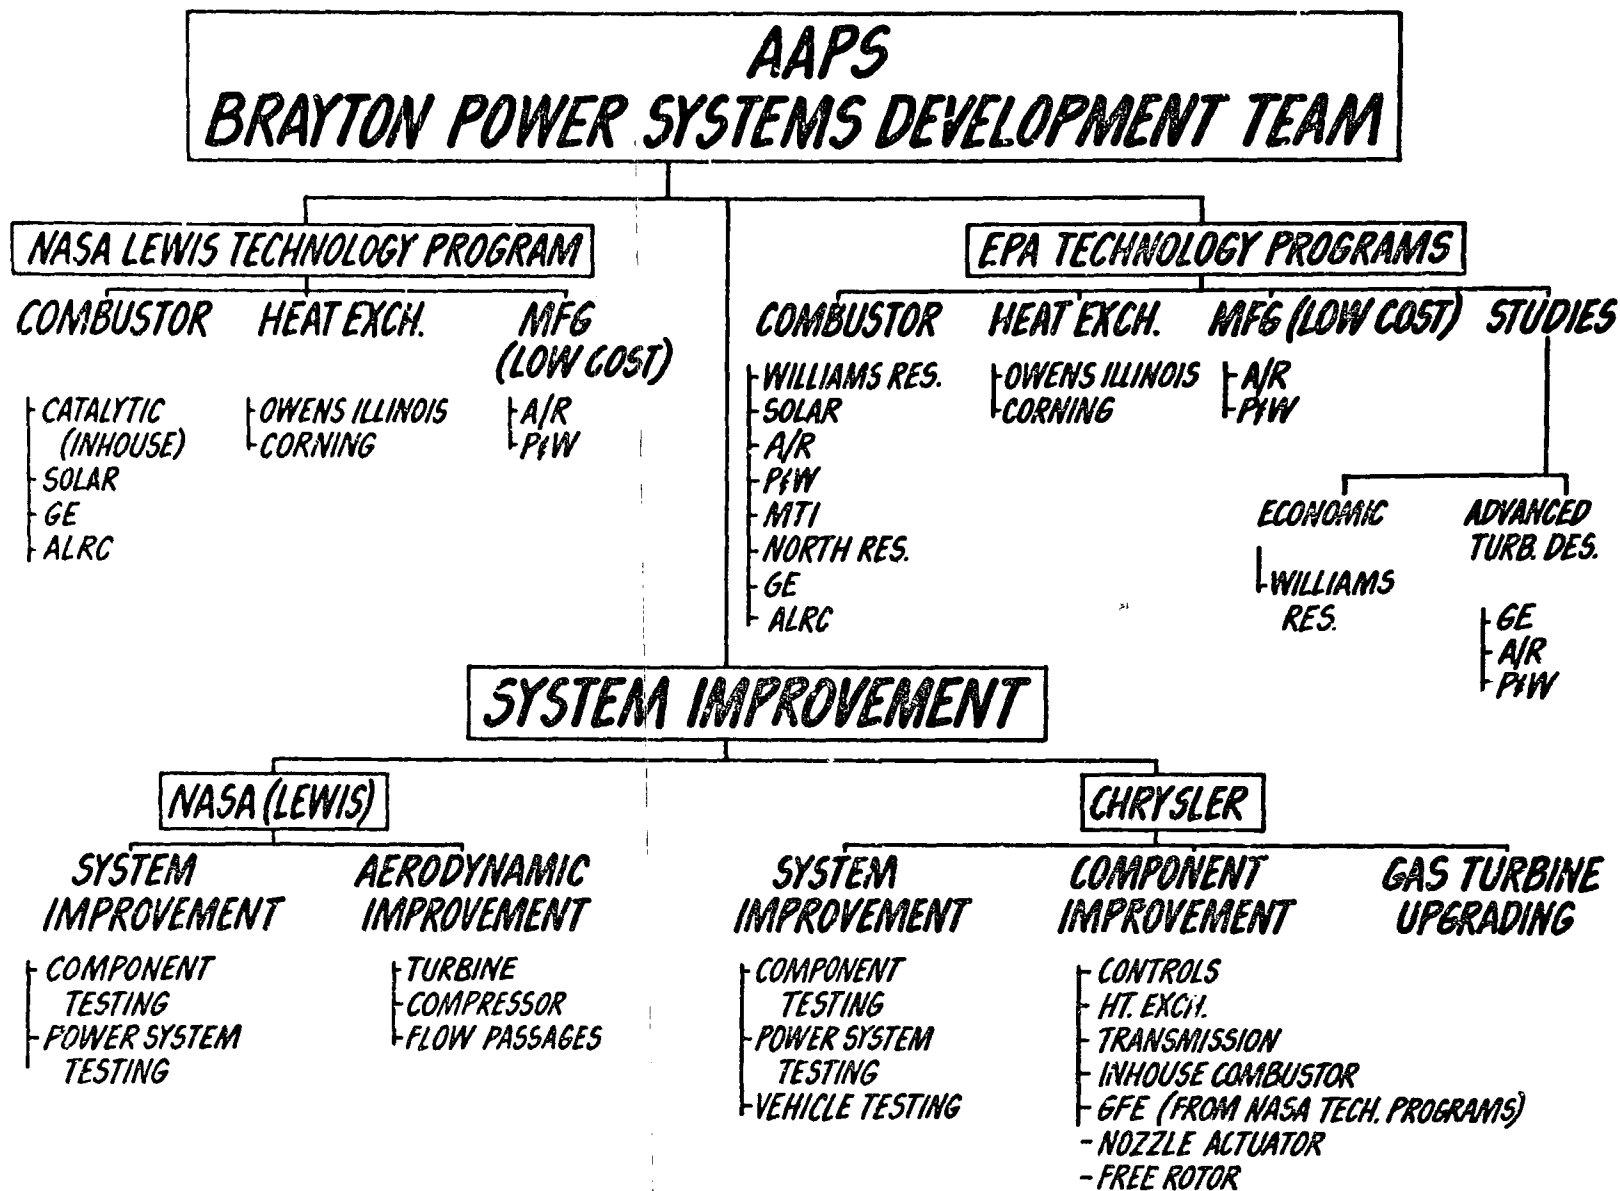 AAPS
BRAYTON POWER SYSTEMS DEVELOPMENT TEAM
NASA LEWIS TECHNOLOGY PROGRAM
COMBUSTOR
CATALYTIC
(INHOUSE)
SOLAR
GE
ALRC
HEAT EXCH.
OWENS ILLINOIS
CORNING
MFG
(LOW COST)
A/R
P&W
EPA TECHNOLOGY PROGRAMS
COMBUSTOR
WILLIAMS RES.
SOLAR
A/R
P&W
MTI
NORTH RES.
GE
ALRC
HEAT EXCH.
OWENS ILLINOIS
CORNING
MFG (LOW COST)
A/R
P&W
STUDIES
ECONOMIC
WILLIAMS
RES.
ADVANCED
TURB. DES.
GE
A/R
P&W
SYSTEM IMPROVEMENT
NASA (LEWIS)
SYSTEM
IMPROVEMENT
COMPONENT
TESTING
POWER SYSTEM
TESTING
AERODYNAMIC
IMPROVEMENT
TURBINE
COMPRESSOR
FLOW PASSAGES
CHRYSLER
SYSTEM
IMPROVEMENT
COMPONENT
TESTING
POWER SYSTEM
TESTING
VEHICLE TESTING
COMPONENT
IMPROVEMENT
CONTROLS
HT. EXCH.
TRANSMISSION
INHOUSE COMBUSTOR
GFE (FROM NASA TECH. PROGRAMS)
- NOZZLE ACTUATOR
- FREE ROTOR
GAS TURBINE
UPGRADING